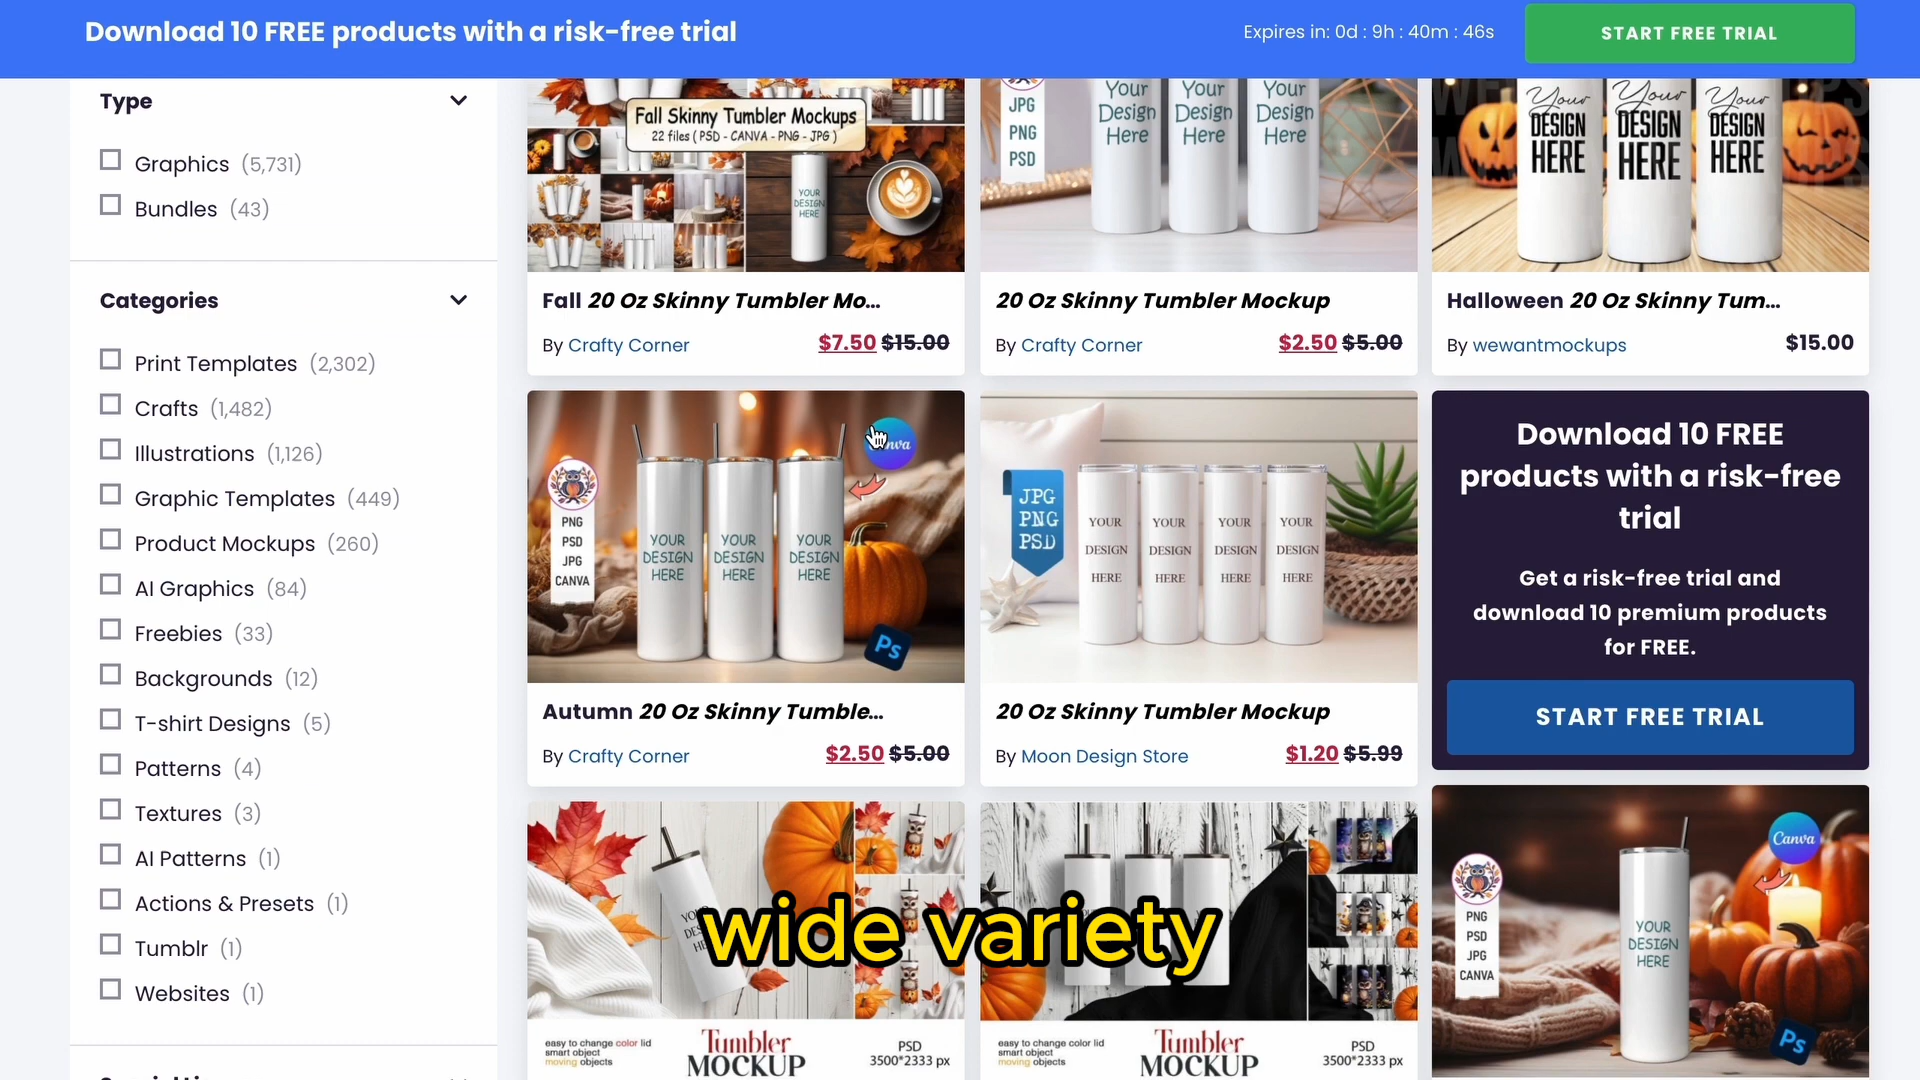 Download 10 FREE products with a risk-free trial
Expires in: 0d : 9h : 40m : 46s
START FREE TRIAL
Type
Graphics (5,731)
Bundles (43)
Categories
Print Templates (2,302)
Crafts (1,482)
Illustrations (1,126)
Graphic Templates (449)
Product Mockups (260)
AI Graphics (84)
Freebies (33)
Backgrounds (12)
T-shirt Designs (5)
Patterns (4)
Textures (3)
AI Patterns (1)
Actions & Presets (1)
Tumblr (1)
Websites (1)
Fall Skinny Tumbler Mockups
22 files ( PSD - CANVA - PNG - JPG )
YOUR
DESIGN
HERE
Fall 20 Oz Skinny Tumbler Mo...
By Crafty Corner
$7.50 $15.00
JPG
PNG
PSD
Your Your Your
Design Design Design
Here Here Here
20 Oz Skinny Tumbler Mockup
By Crafty Corner
$2.50 $5.00
Your Your Your
DESIGN DESIGN DESIGN
HERE HERE HERE
Halloween 20 Oz Skinny Tum...
By wewantmockups
$15.00
PNG
PSD
JPG
CANVA
YOUR YOUR YOUR
DESIGN DESIGN DESIGN
HERE HERE HERE
Ps
Autumn 20 Oz Skinny Tumble...
By Crafty Corner
$2.50 $5.00
JPG
PNG
PSD
YOUR YOUR YOUR YOUR
DESIGN DESIGN DESIGN DESIGN
HERE HERE HERE HERE
20 Oz Skinny Tumbler Mockup
By Moon Design Store
$1.20 $5.99
Download 10 FREE
products with a risk-free
trial
Get a risk-free trial and
download 10 premium products
for FREE.
START FREE TRIAL
easy to change color lid
smart object
moving objects
Tumbler
MOCKUP
PSD
3500*2333 px
easy to change color lid
smart object
moving objects
Tumbler
MOCKUP
PSD
3500*2333 px
Canva
PNG
PSD
JPG
CANVA
YOUR
DESIGN
HERE
Ps
wide variety